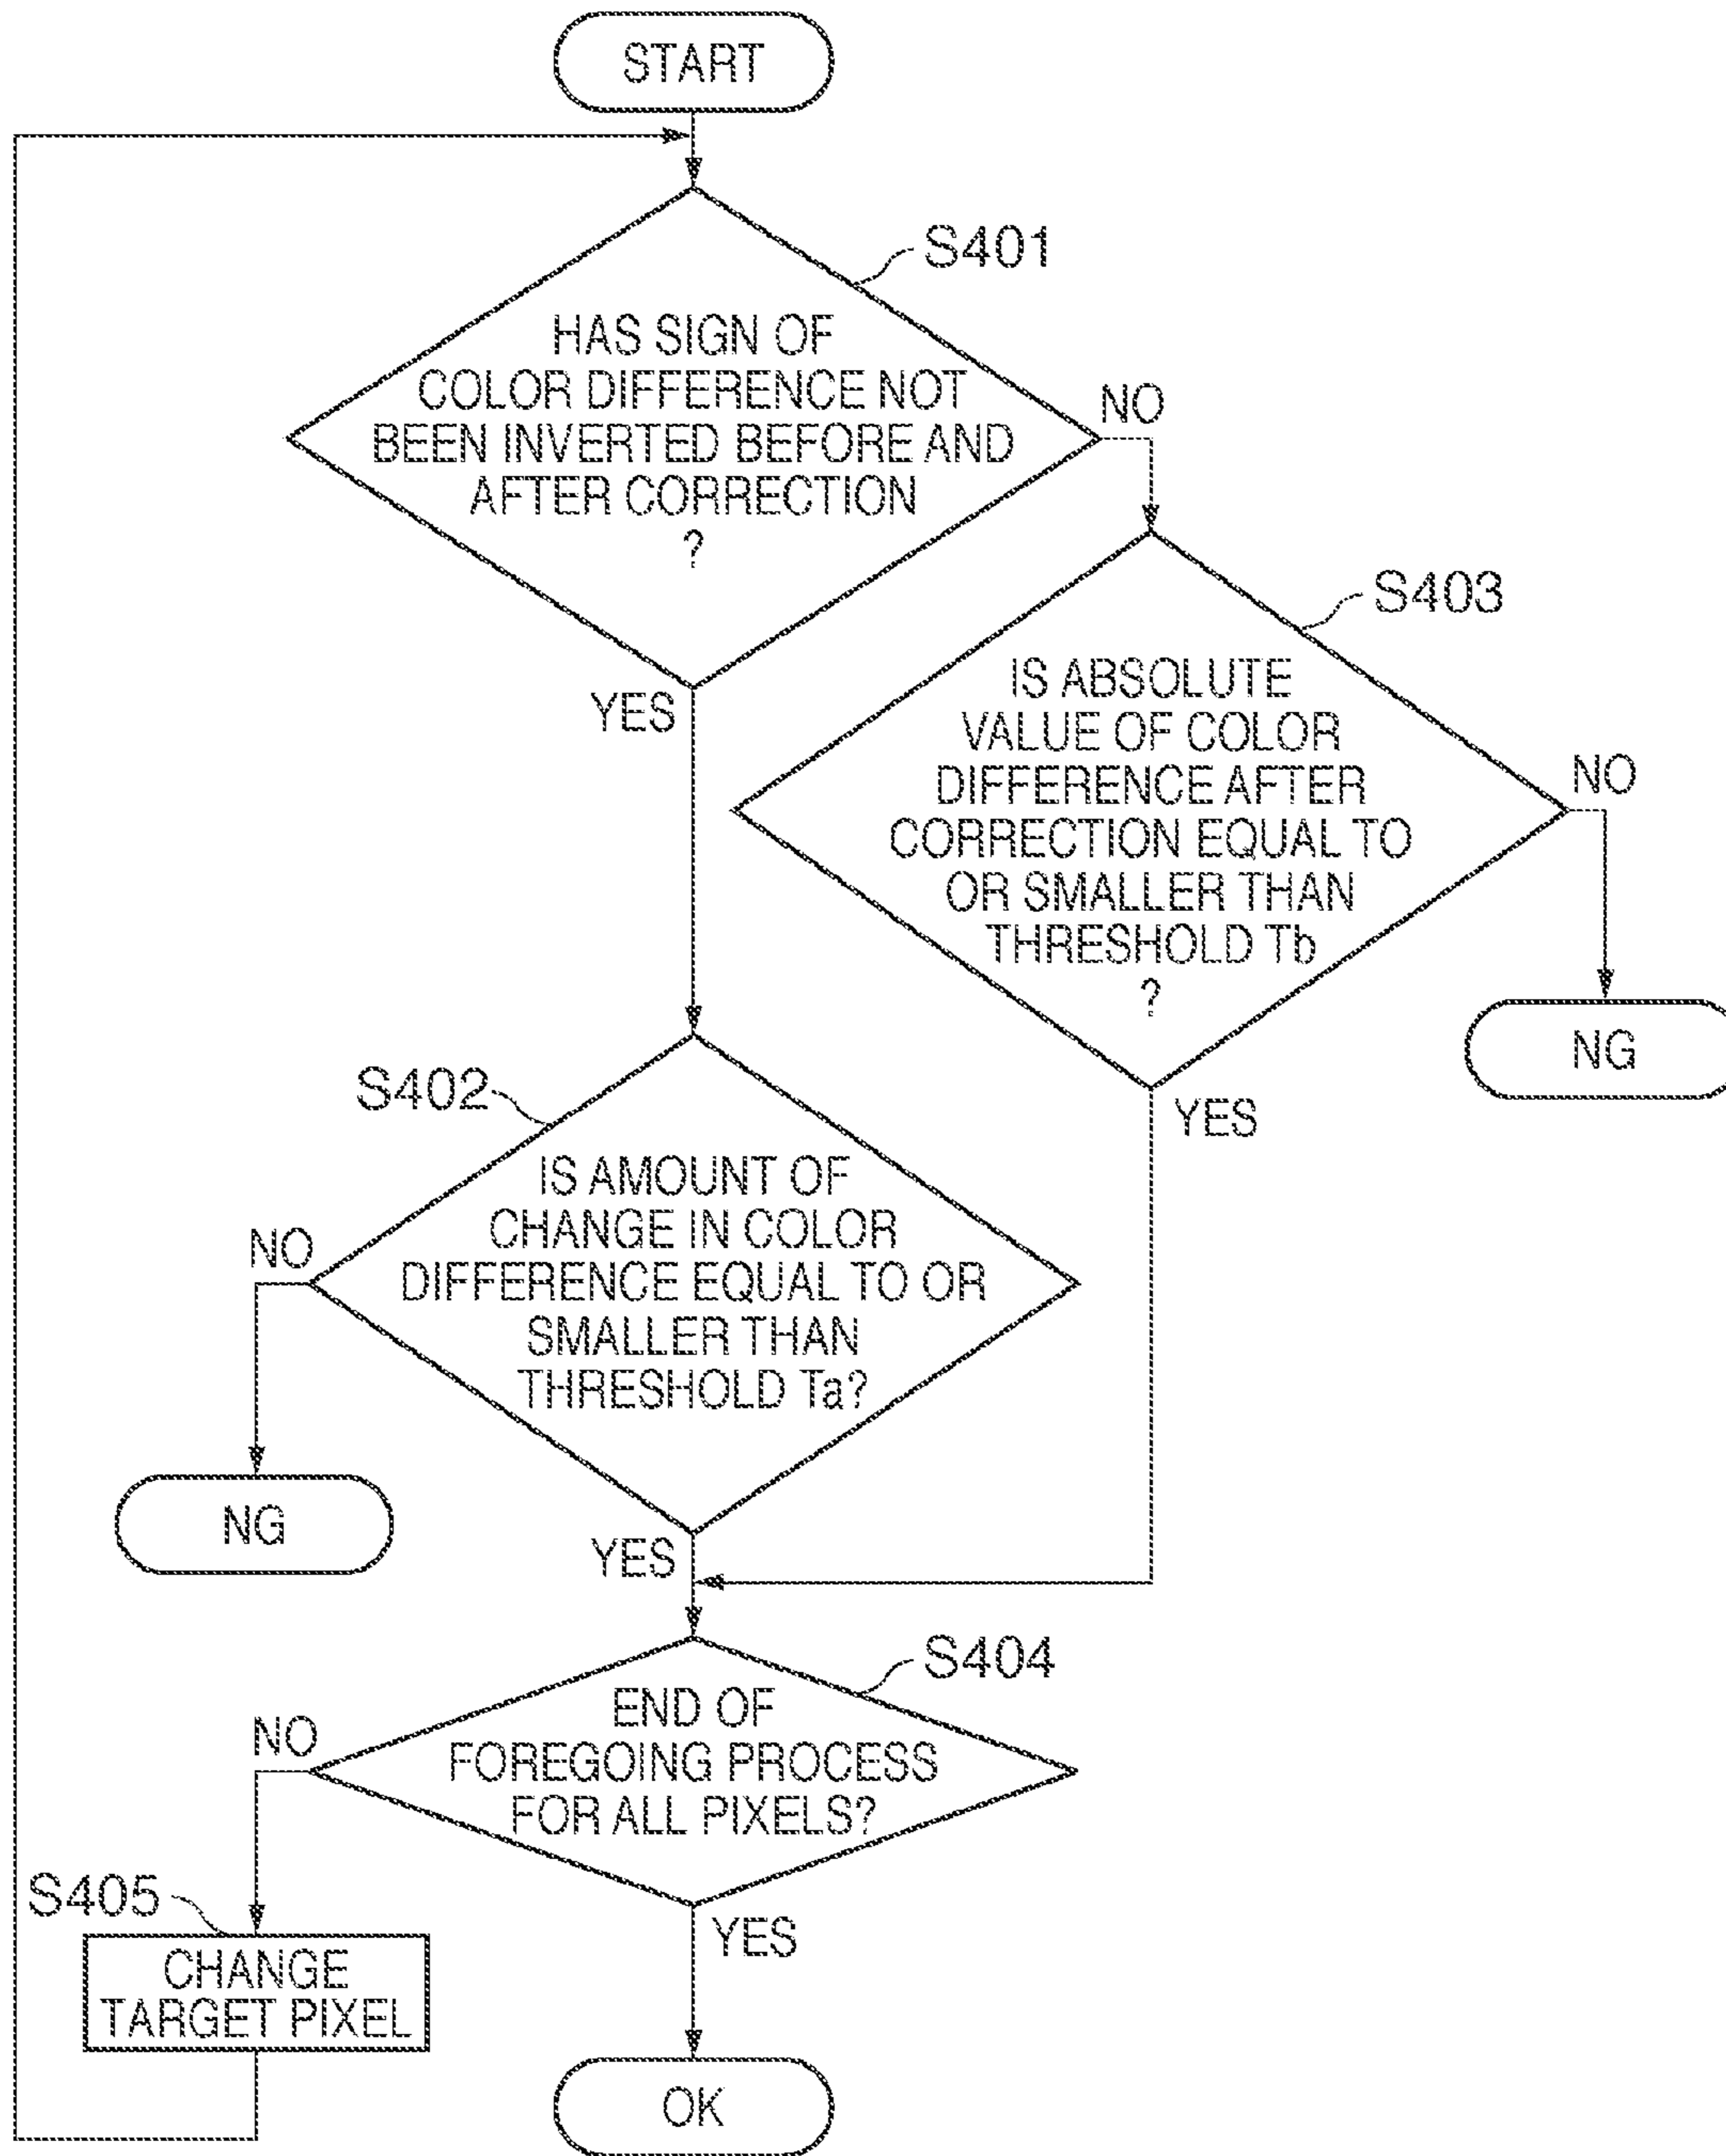 START
S401
HAS SIGN OF
COLOR DIFFERENCE NOT
BEEN INVERTED BEFORE AND
AFTER CORRECTION
?
NO
YES
S403
IS ABSOLUTE
VALUE OF COLOR
DIFFERENCE AFTER
CORRECTION EQUAL TO
OR SMALLER THAN
THRESHOLD Tb
?
NO
NG
YES
S402
IS AMOUNT OF
CHANGE IN COLOR
DIFFERENCE EQUAL TO OR
SMALLER THAN
THRESHOLD Ta?
NO
NG
YES
S404
END OF
FOREGOING PROCESS
FOR ALL PIXELS?
NO
S405
CHANGE
TARGET PIXEL
YES
OK